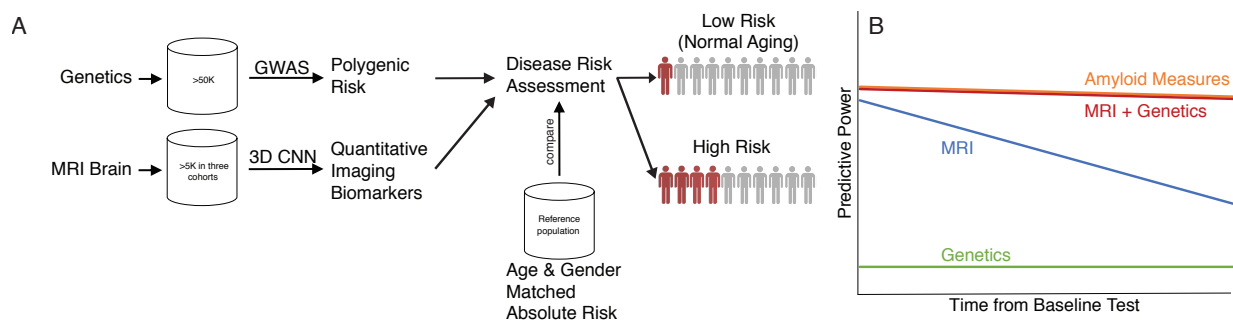 A
Genetics
>50K
GWAS
Polygenic
Risk
MRI Brain
>5K in three
cohorts
3D CNN
Quantitative
Imaging
Biomarkers
Disease Risk
Assessment
compare
Reference
population
Age & Gender
Matched
Absolute Risk
Low Risk
(Normal Aging)
High Risk
B
Predictive Power
Amyloid Measures
MRI + Genetics
MRI
Genetics
Time from Baseline Test